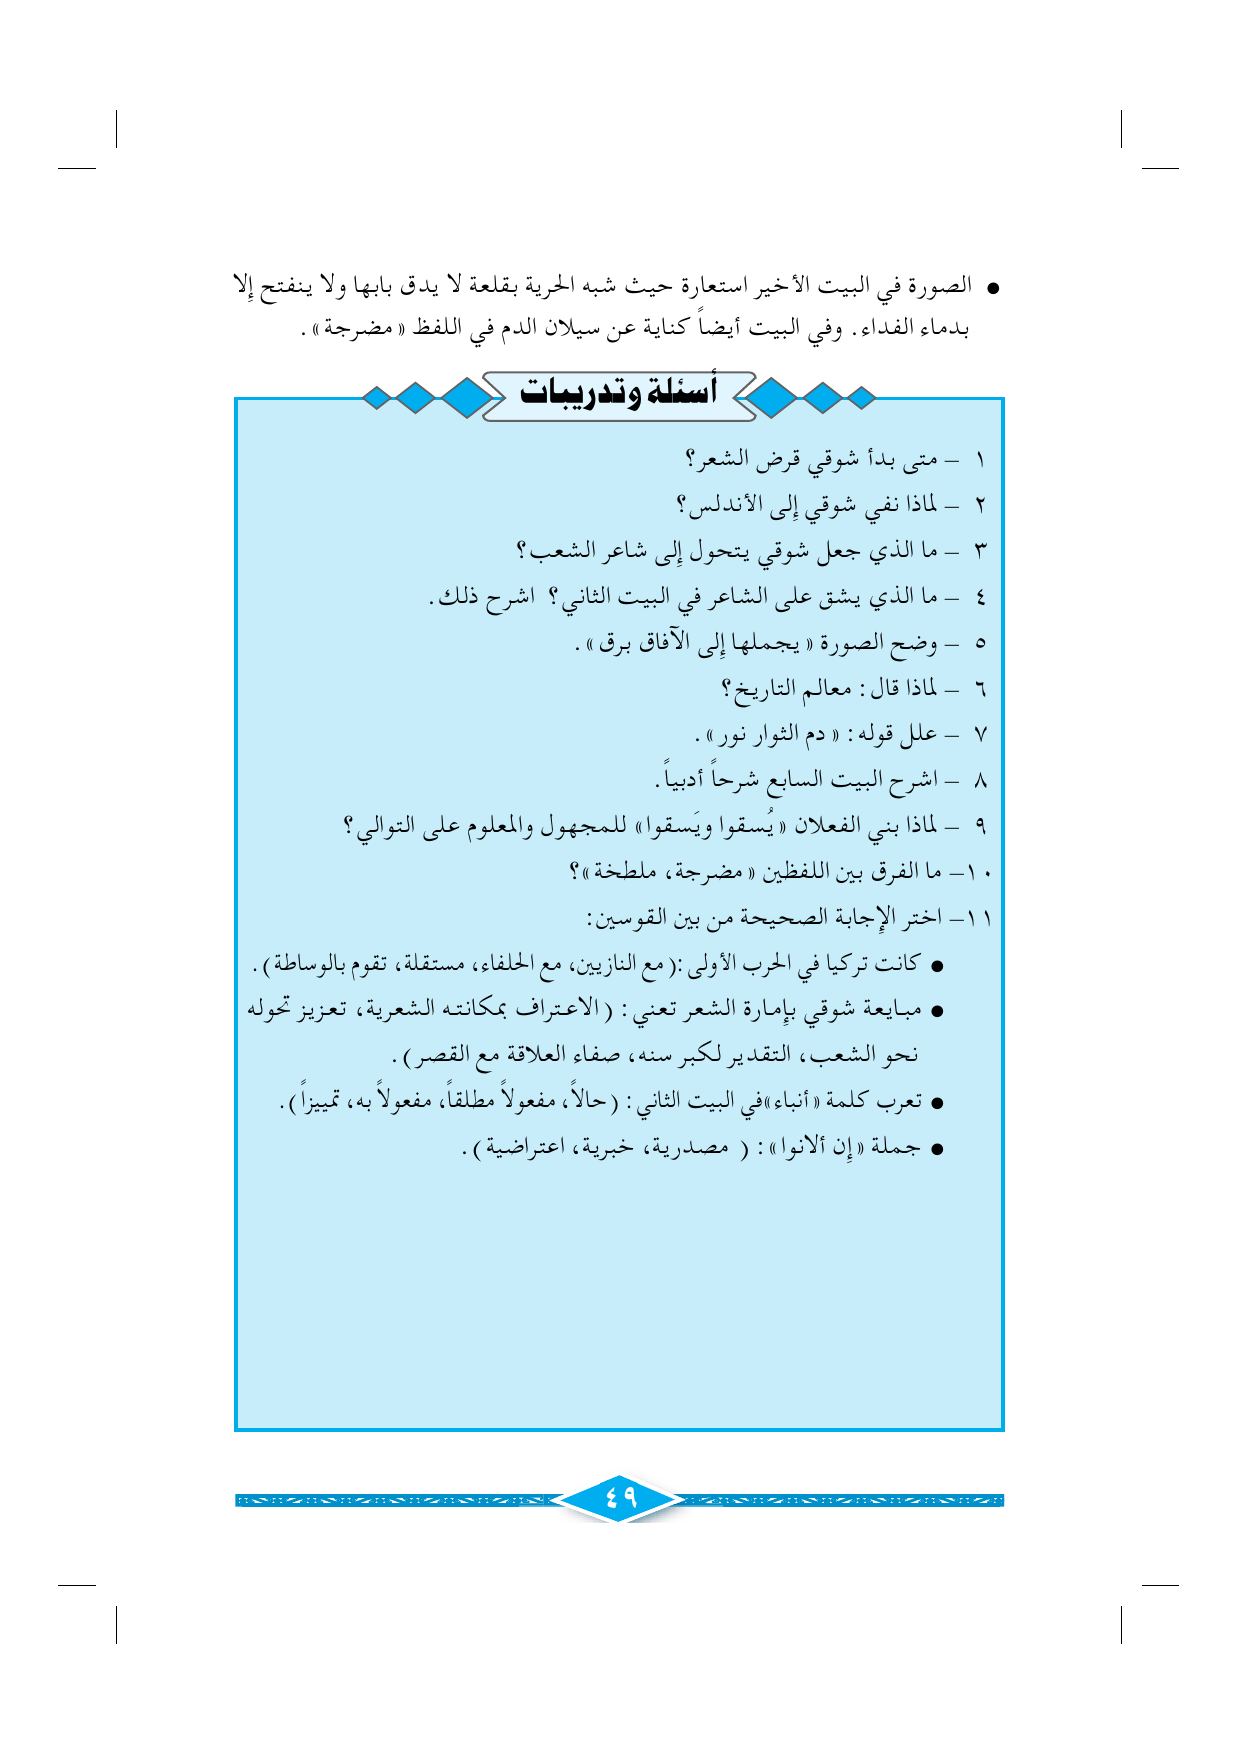 ● الصورة في البيت الأخير استعارة حيث شبه الحرية بقلعة لا يدق بابها ولا ينفتح إلا
بدماء الفداء. وفي البيت أيضاً كناية عن سيلان الدم في اللفظ «مضرجة».
أسئلة وتدريبات
١ – متى بدأ شوقي قرض الشعر؟
٢ – لماذا نفي شوقي إلى الأندلس؟
٣ – ما الذي جعل شوقي يتحول إلى شاعر الشعب؟
٤ – ما الذي يشق على الشاعر في البيت الثاني؟ اشرح ذلك.
٥ – وضح الصورة «يجملها إلى الآفاق برق».
٦ – لماذا قال: معالم التاريخ؟
٧ – علل قوله: «دم الثوار نور».
٨ – اشرح البيت السابع شرحاً أدبياً.
٩ – لماذا بني الفعلان «يُسقوا ويَسقوا» للمجهول والمعلوم على التوالي؟
١٠– ما الفرق بين اللفظين «مضرجة، ملطخة»؟
١١– اختر الإجابة الصحيحة من بين القوسين:
● كانت تركيا في الحرب الأولى:(مع النازيين، مع الحلفاء، مستقلة، تقوم بالوساطة).
● مبايعة شوقي بإمارة الشعر تعني: (الاعتراف بمكانته الشعرية، تعزيز تحوله
نحو الشعب، التقدير لكبر سنه، صفاء العلاقة مع القصر).
● تعرب كلمة «أنباء»في البيت الثاني: (حالاً، مفعولاً مطلقاً، مفعولاً به، تمييزاً).
● جملة «إن ألانوا»: ( مصدرية، خبرية، اعتراضية).
٤٩